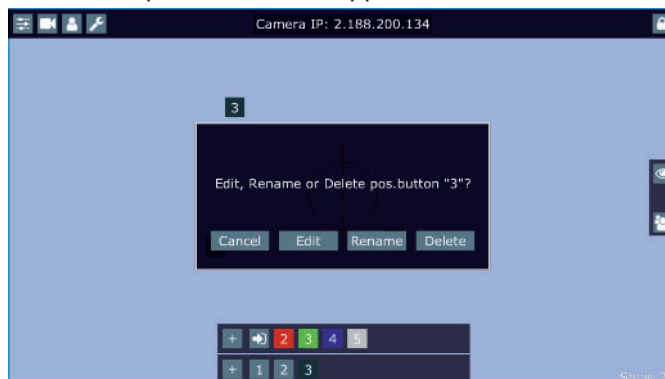 Camera IP: 2.188.200.134
3
Edit, Rename or Delete pos.button "3"?
Cancel Edit Rename Delete
+ 2 3 4 5
+ 1 2 3